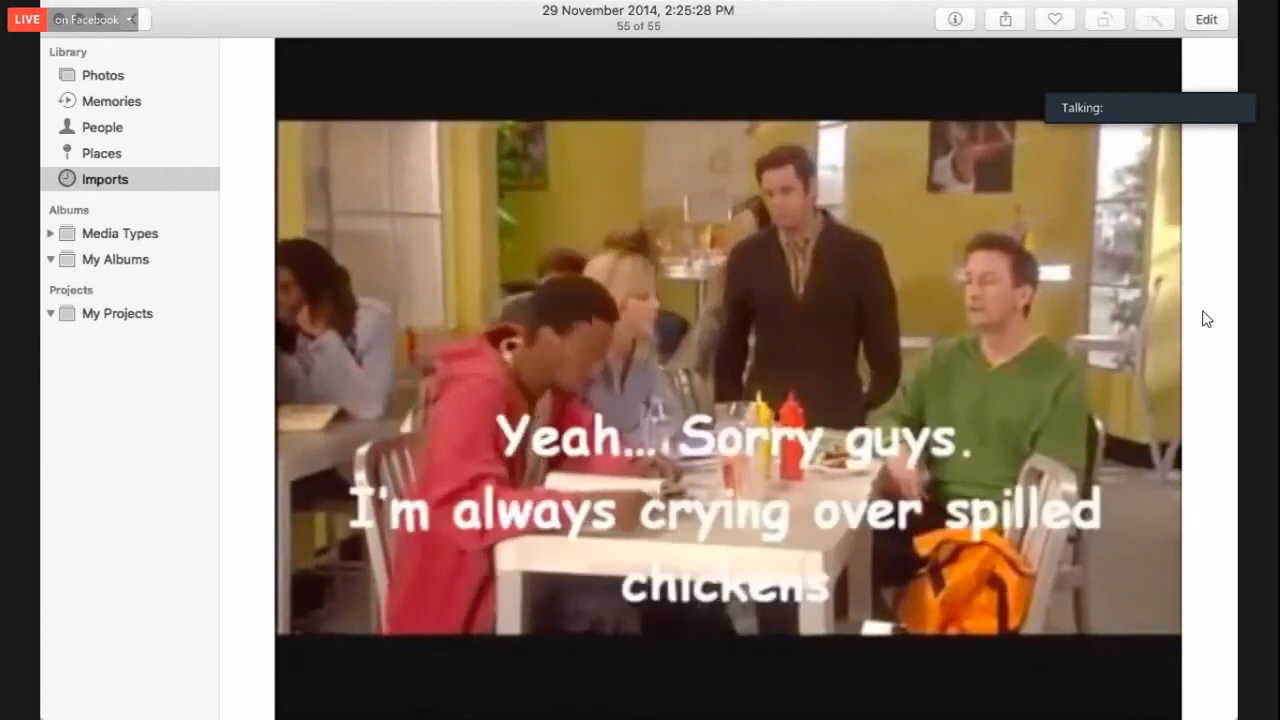 LIVE on Facebook
29 November 2014, 2:25:28 PM
55 of 55
Edit
Library
Photos
Memories
People
Places
Imports
Albums
Media Types
My Albums
Projects
My Projects
Talking:
Yeah... Sorry guys.
I'm always crying over spilled
chickens